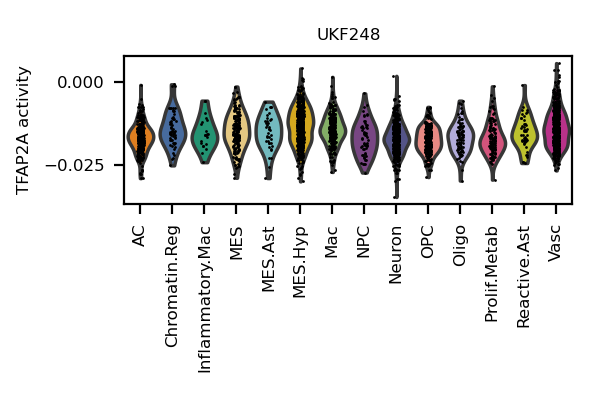 UKF248
TFAP2A activity
0.000
−0.025
AC
Chromatin.Reg
Inflammatory.Mac
MES
MES.Ast
MES.Hyp
Mac
NPC
Neuron
OPC
Oligo
Prolif.Metab
Reactive.Ast
Vasc